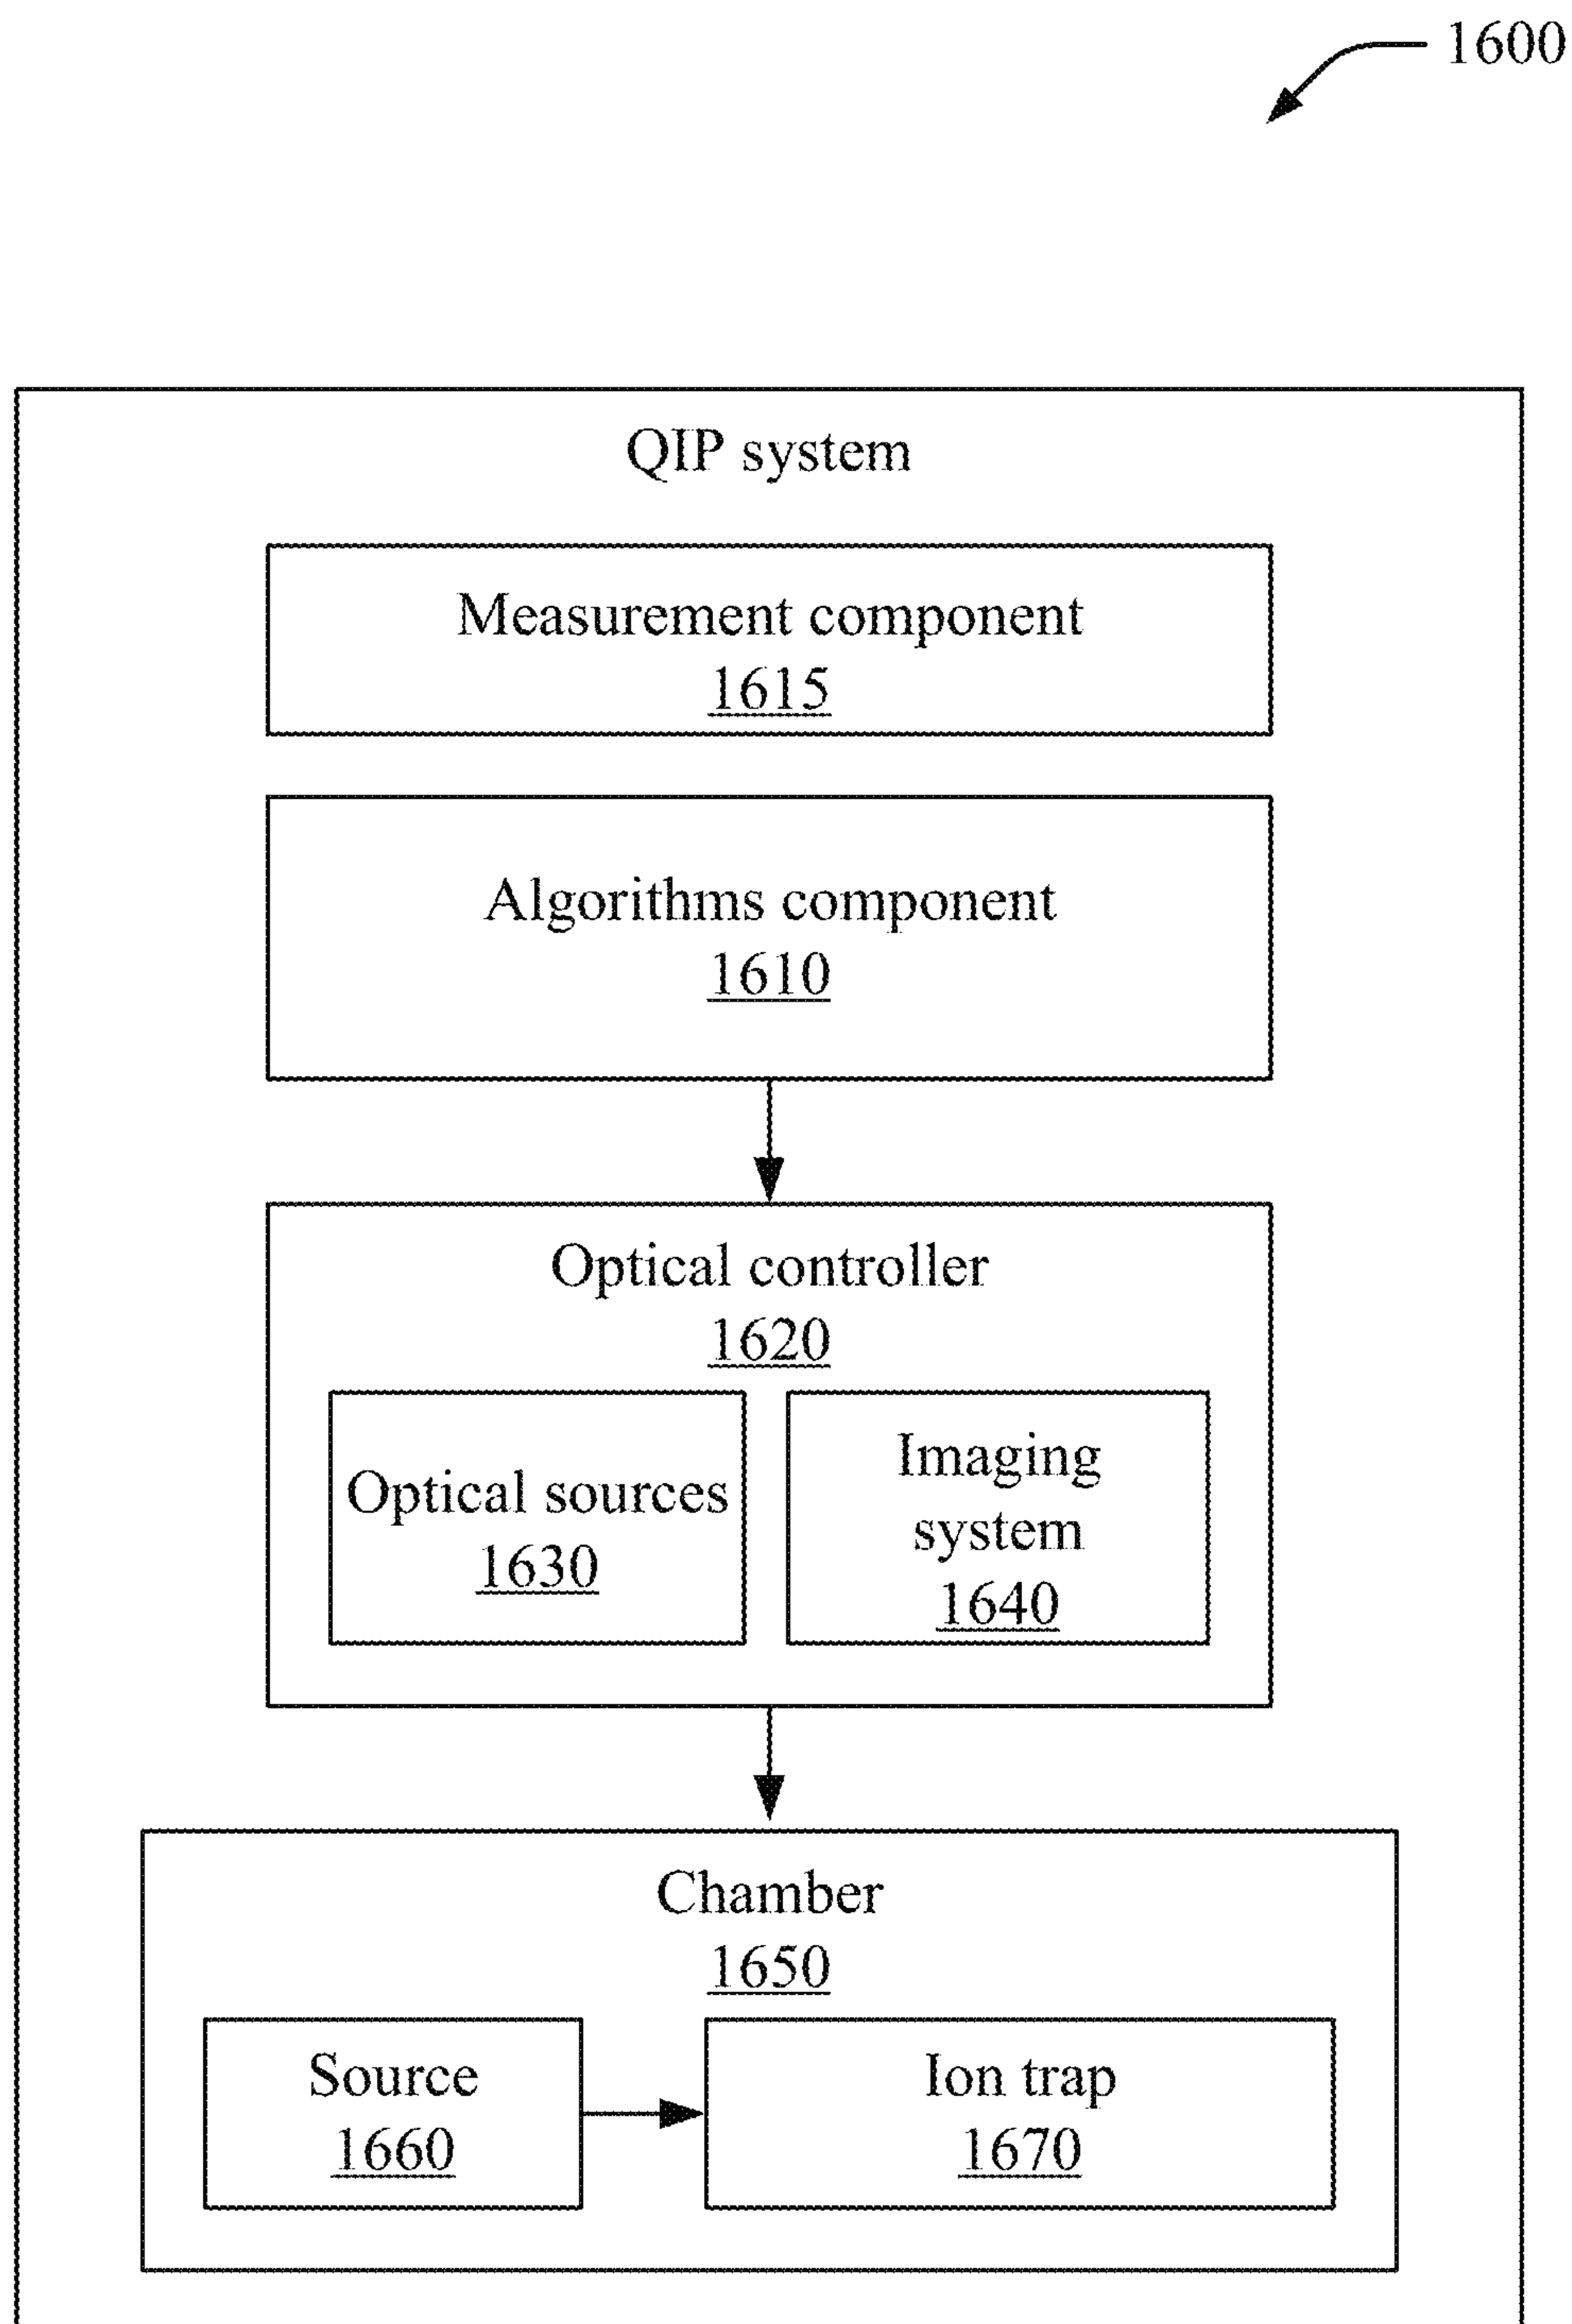 1600
QIP system
Measurement component
1615
Algorithms component
1610
Optical controller
1620
Optical sources
1630
Imaging
system
1640
Chamber
1650
Source
1660
Ion trap
1670